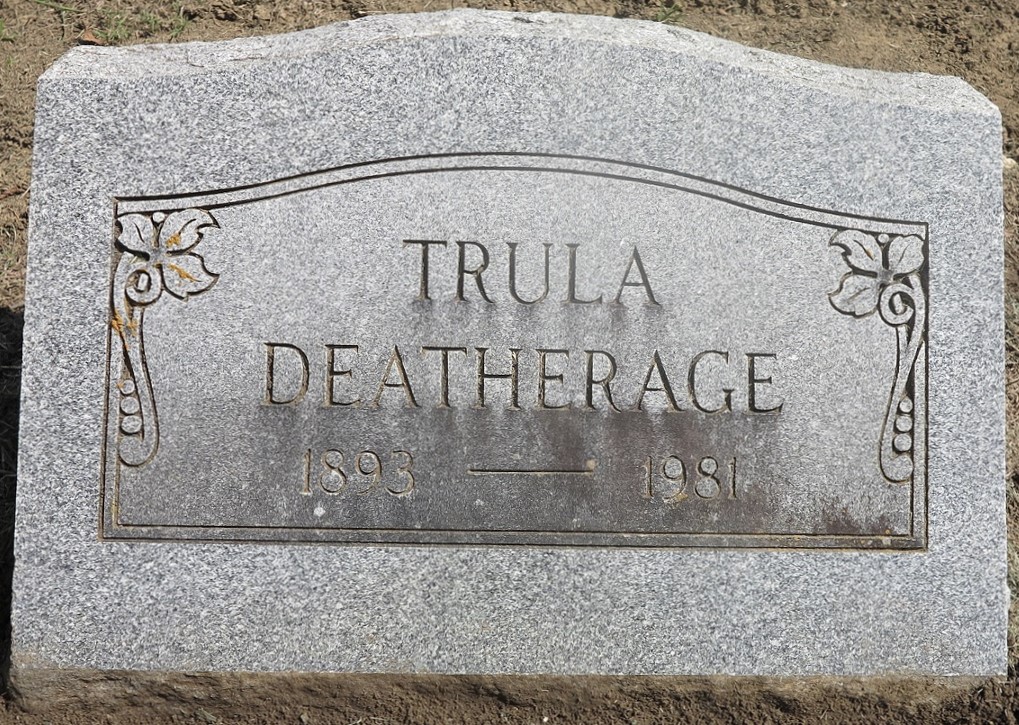 TRULA
DEATHERAGE
1893 — 1981